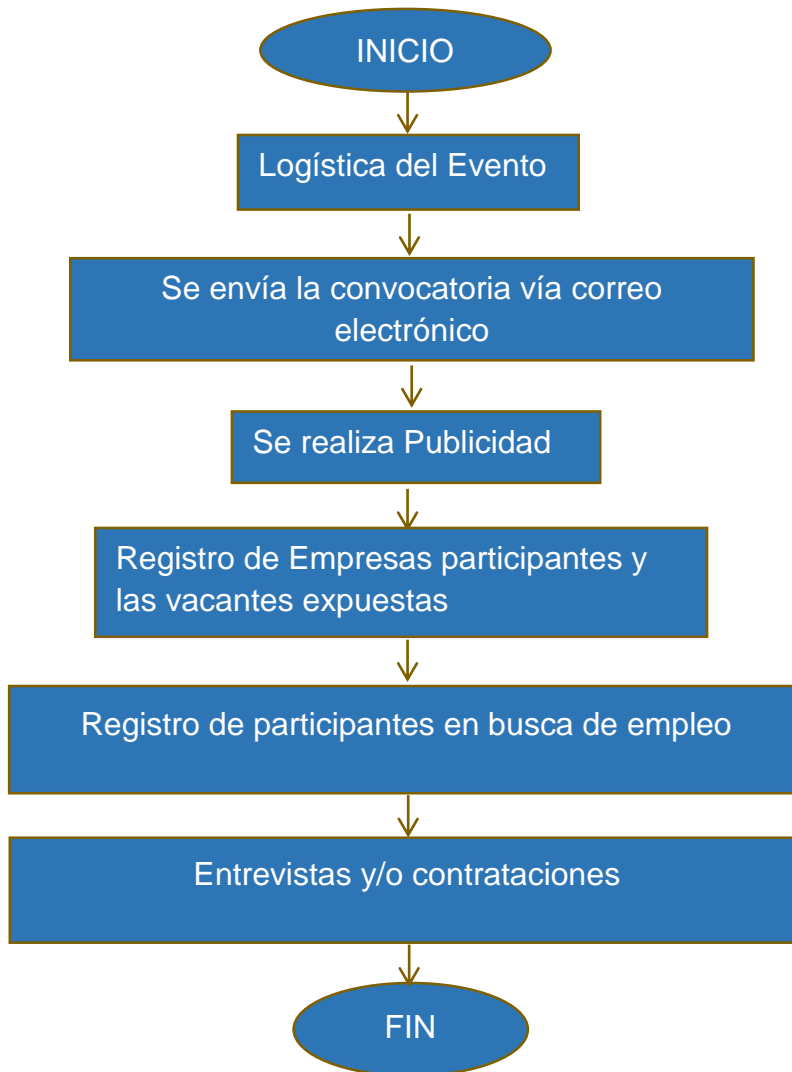 INICIO
Logística del Evento
Se envía la convocatoria vía correo
electrónico
Se realiza Publicidad
Registro de Empresas participantes y
las vacantes expuestas
Registro de participantes en busca de empleo
Entrevistas y/o contrataciones
FIN